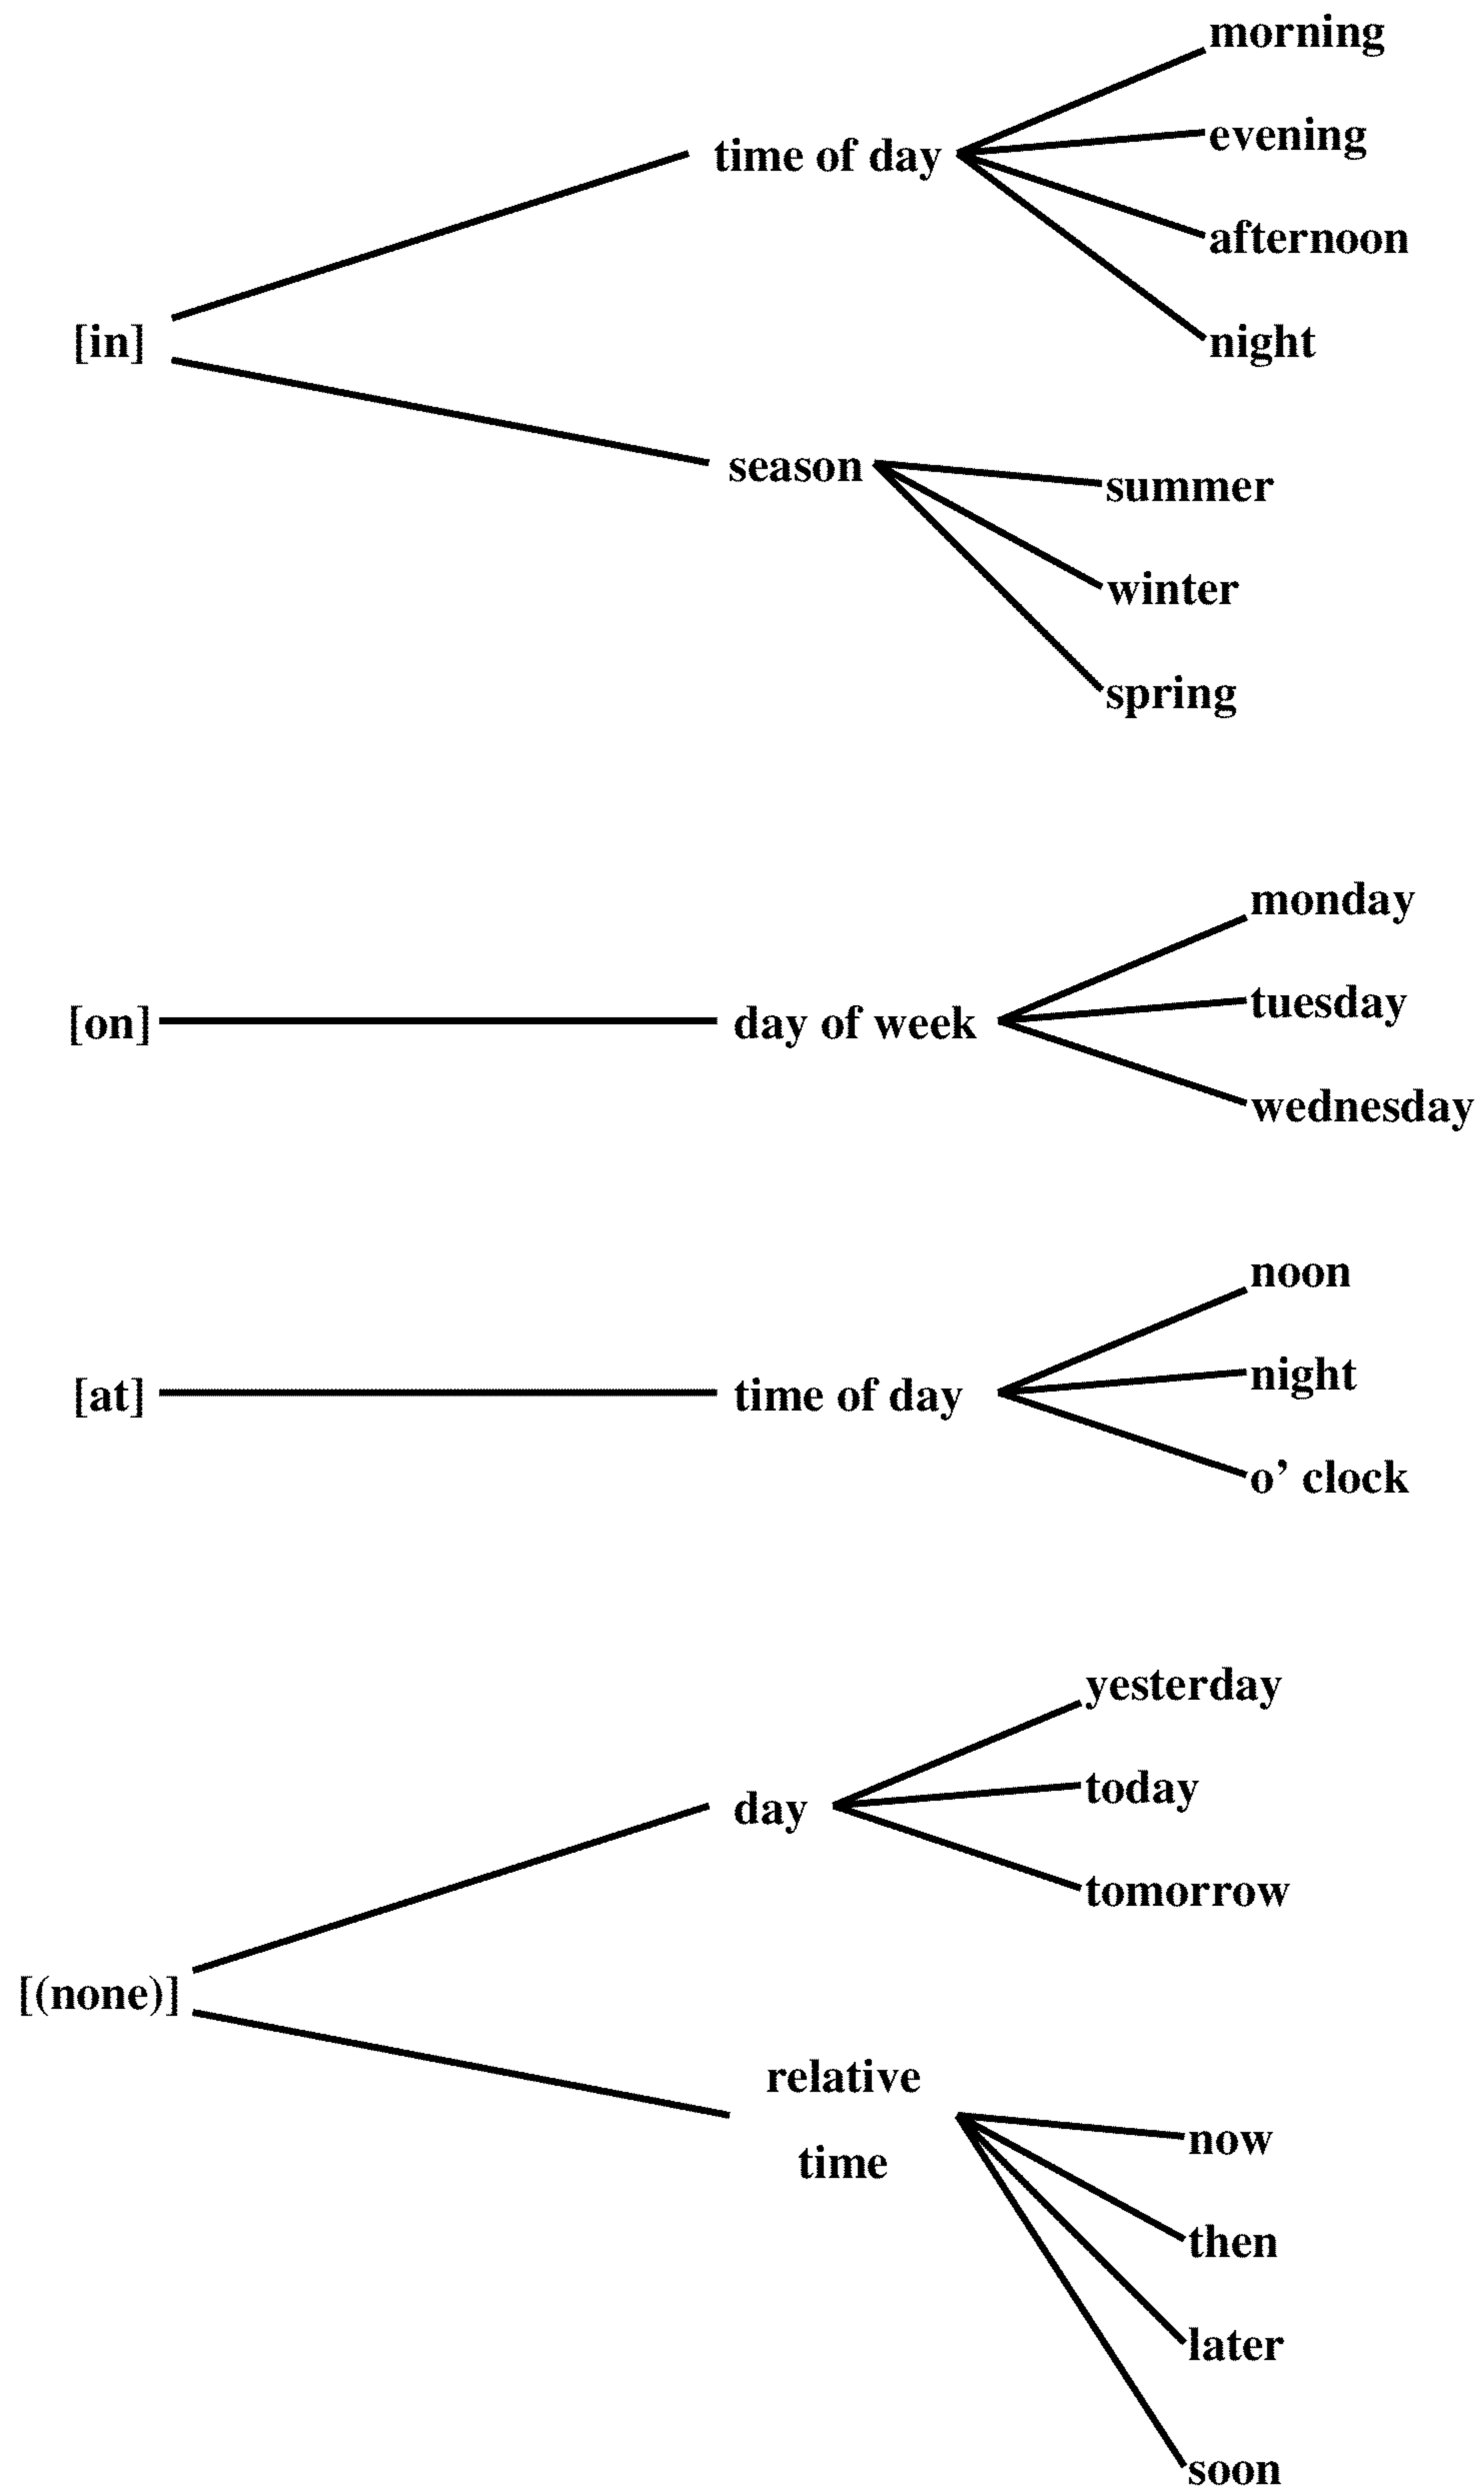 morning
time of day
evening
afternoon
[in]
night
season
summer
winter
spring
monday
[on]
day of week
tuesday
wednesday
noon
[at]
time of day
night
o’ clock
yesterday
day
today
tomorrow
[(none)]
relative
time
now
then
later
soon